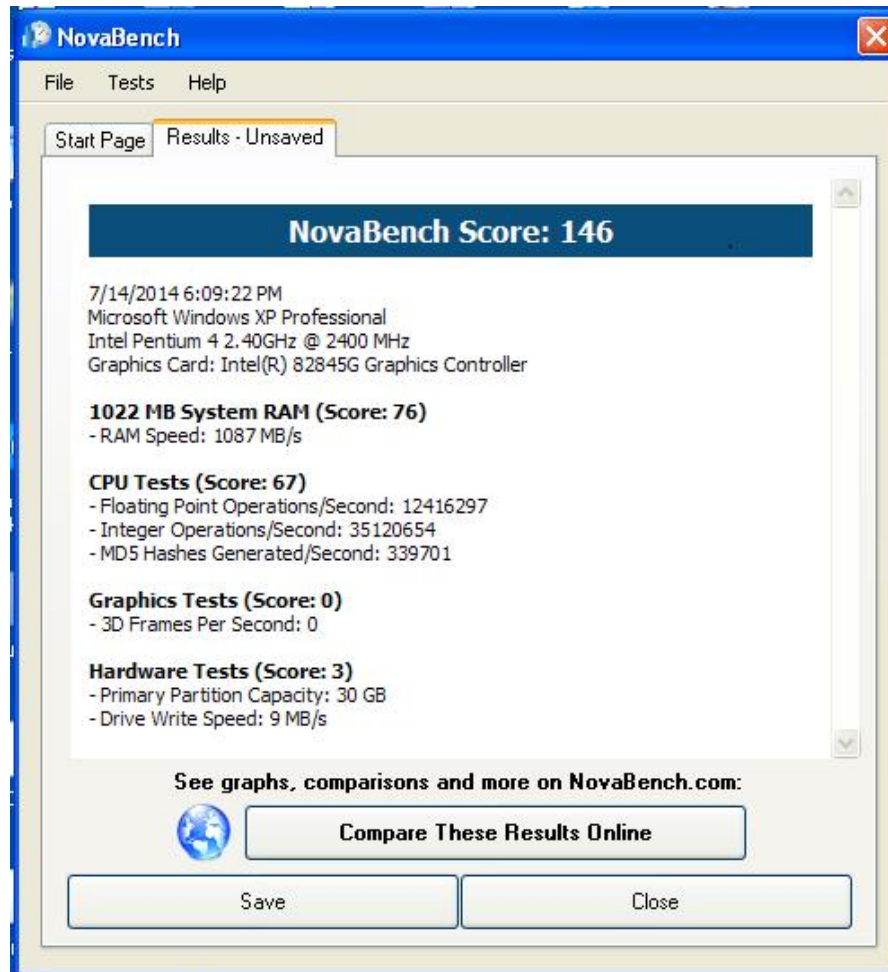 NovaBench
File Tests Help
Start Page Results - Unsaved
NovaBench Score: 146
7/14/2014 6:09:22 PM
Microsoft Windows XP Professional
Intel Pentium 4 2.40GHz @ 2400 MHz
Graphics Card: Intel(R) 82845G Graphics Controller
1022 MB System RAM (Score: 76)
- RAM Speed: 1087 MB/s
CPU Tests (Score: 67)
- Floating Point Operations/Second: 12416297
- Integer Operations/Second: 35120654
- MD5 Hashes Generated/Second: 339701
Graphics Tests (Score: 0)
- 3D Frames Per Second: 0
Hardware Tests (Score: 3)
- Primary Partition Capacity: 30 GB
- Drive Write Speed: 9 MB/s
See graphs, comparisons and more on NovaBench.com:
Compare These Results Online
Save Close